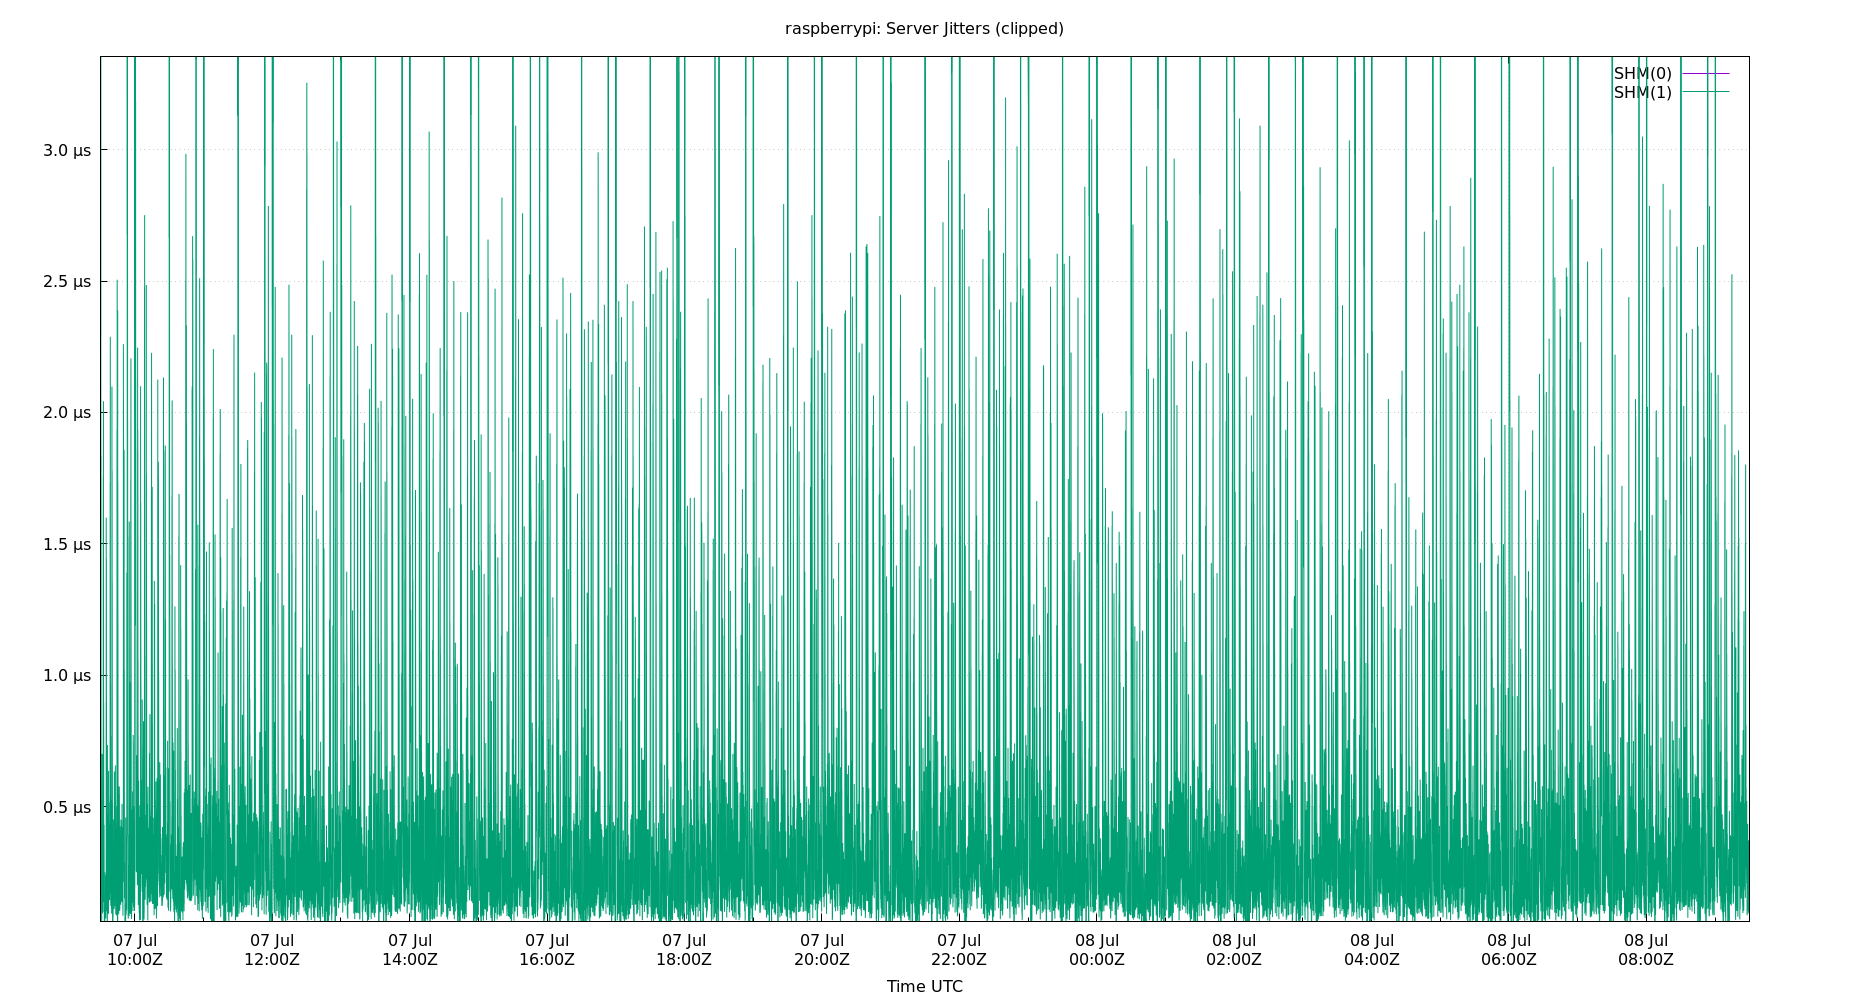 raspberrypi: Server Jitters (clipped)
SHM(0)
SHM(1)
3.0 µs
2.5 µs
2.0 µs
1.5 µs
1.0 µs
0.5 µs
07 Jul 07 Jul 07 Jul 07 Jul 07 Jul 07 Jul 07 Jul 08 Jul 08 Jul 08 Jul 08 Jul 08 Jul
10:00Z 12:00Z 14:00Z 16:00Z 18:00Z 20:00Z 22:00Z 00:00Z 02:00Z 04:00Z 06:00Z 08:00Z
Time UTC